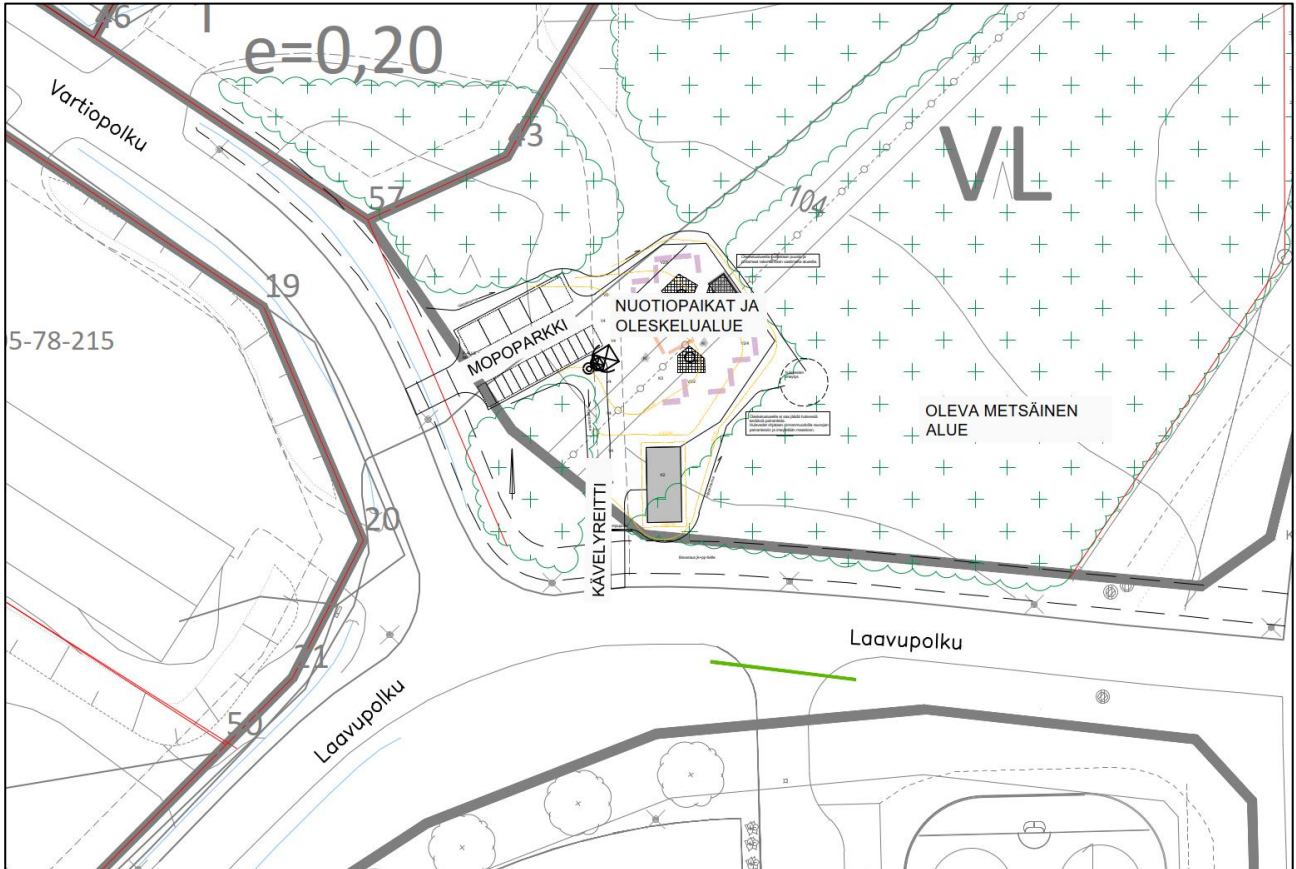 46
e=0,20
Vartiopolku
43
57
VL
104
19
NUOTIOPAIKAT JA
OLESKELUALUE
MOPOPARKKI
5-78-215
OLEVA METSÄINEN
ALUE
KÄVELYREITTI
20
Laavupolku
21
Laavupolku
50